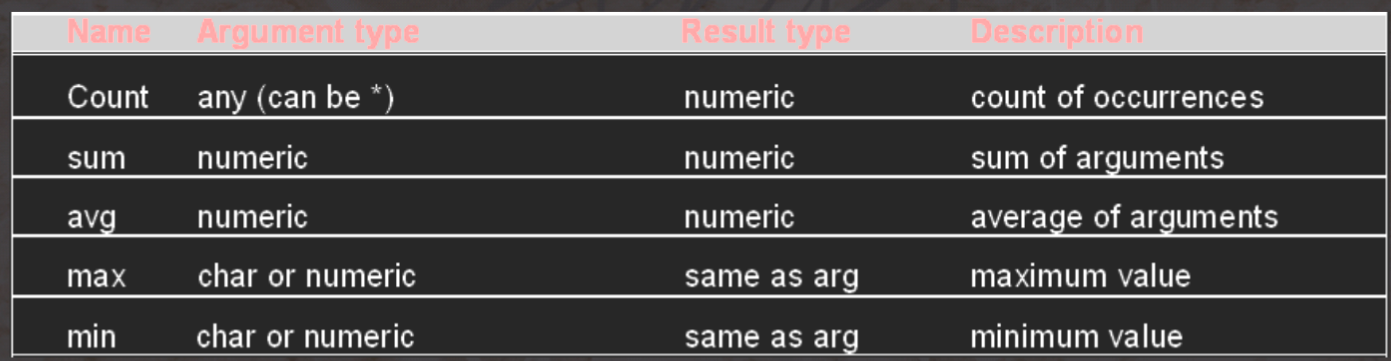 Name Argument type Result type Description
Count any (can be *) numeric count of occurrences
sum numeric numeric sum of arguments
avg numeric numeric average of arguments
max char or numeric same as arg maximum value
min char or numeric same as arg minimum value